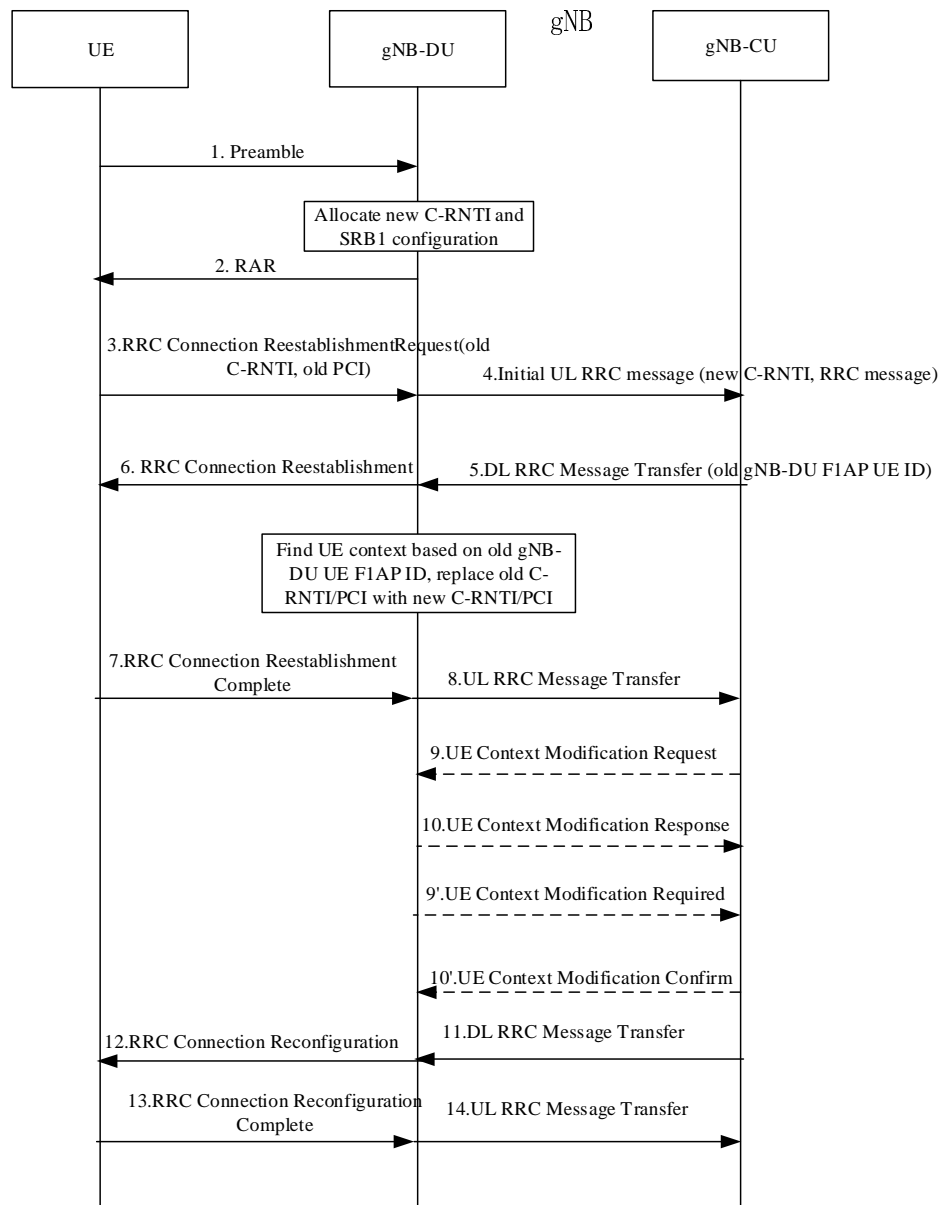 gNB
UE
gNB-DU
gNB-CU
1. Preamble
Allocate new C-RNTI and
SRB1 configuration
2. RAR
3.RRC Connection ReestablishmentRequest(old
C-RNTI, old PCI)
4.Initial UL RRC message (new C-RNTI, RRC message)
6. RRC Connection Reestablishment
5.DL RRC Message Transfer (old gNB-DU F1AP UE ID)
Find UE context based on old gNB-
DU UE F1AP ID, replace old C-
RNTI/PCI with new C-RNTI/PCI
7.RRC Connection Reestablishment
Complete
8.UL RRC Message Transfer
9.UE Context Modification Request
10.UE Context Modification Response
9'.UE Context Modification Required
10'.UE Context Modification Confirm
11.DL RRC Message Transfer
12.RRC Connection Reconfiguration
13.RRC Connection Reconfiguration
Complete
14.UL RRC Message Transfer